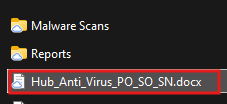 Malware Scans
Reports
Hub_Anti_Virus_PO_SO_SN.docx